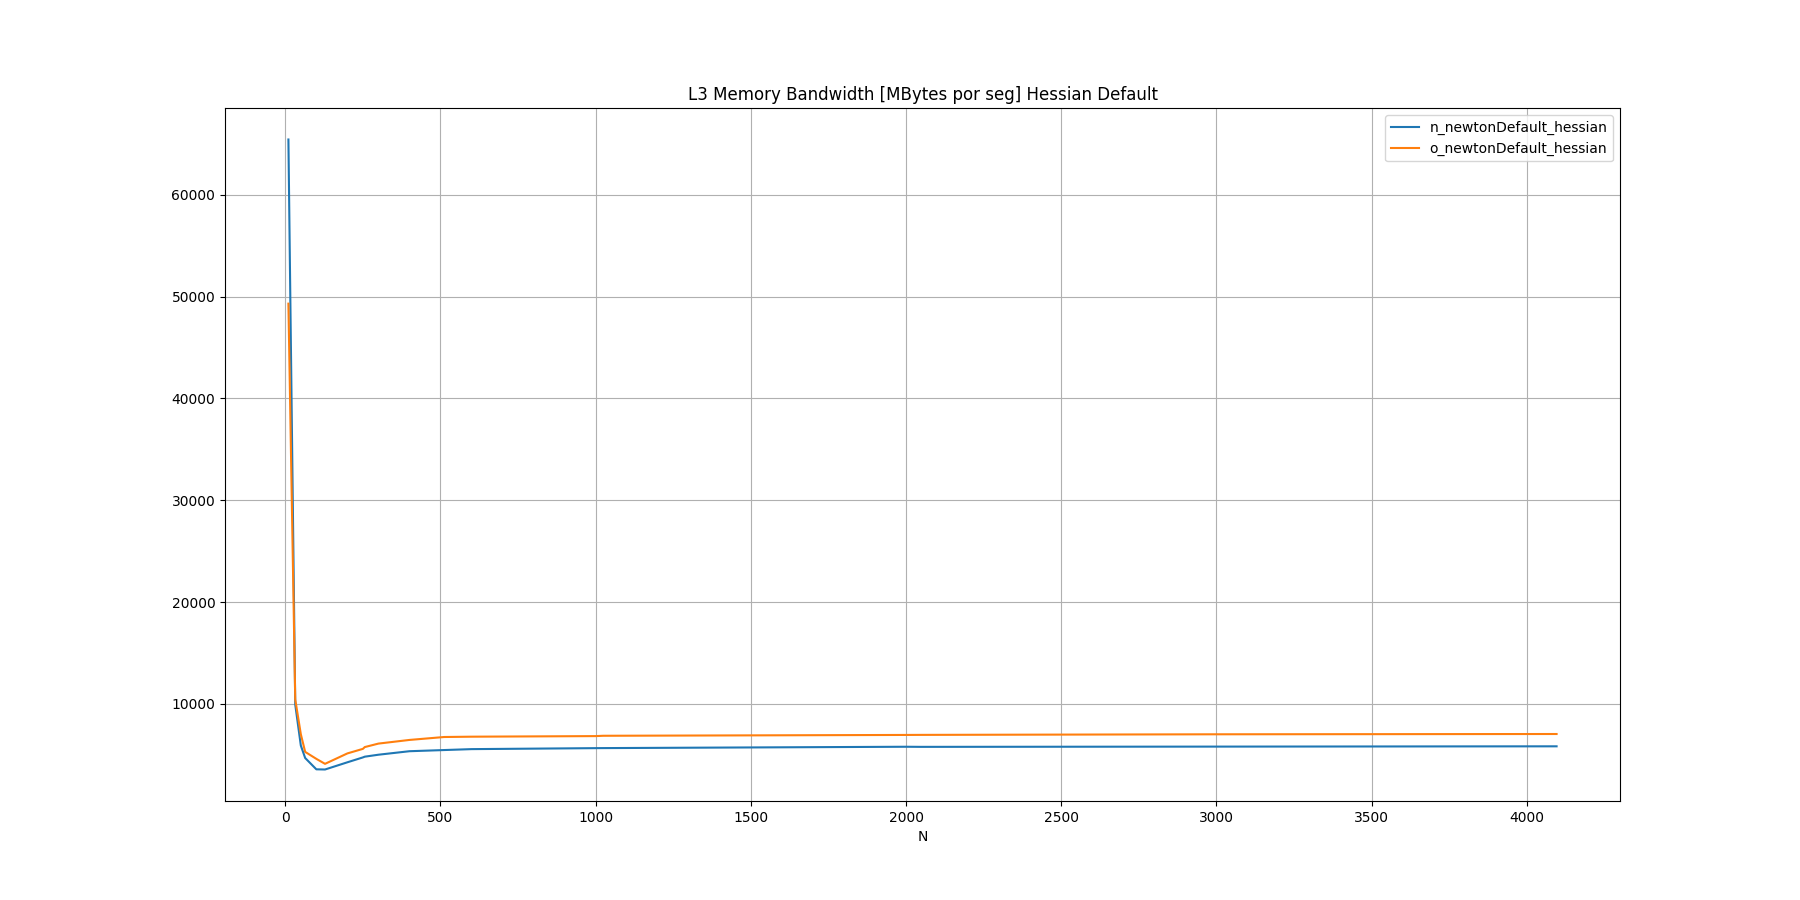 L3 Memory Bandwidth [MBytes por seg] Hessian Default
n_newtonDefault_hessian
o_newtonDefault_hessian
60000
50000
40000
30000
20000
10000
0 500 1000 1500 2000 2500 3000 3500 4000
N